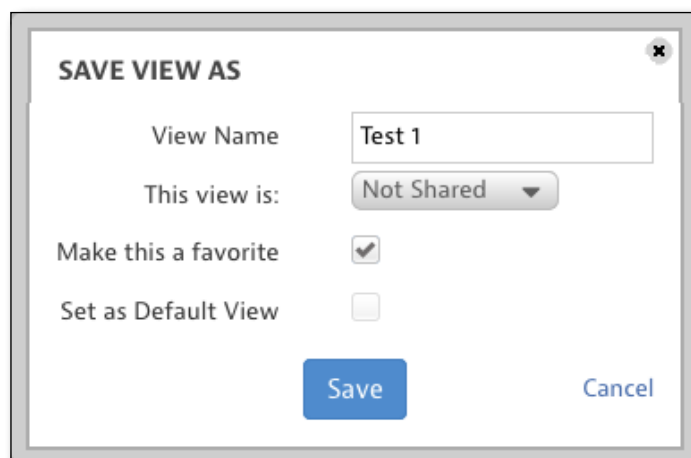 SAVE VIEW AS
View Name Test 1
This view is: Not Shared
Make this a favorite
Set as Default View
Save Cancel